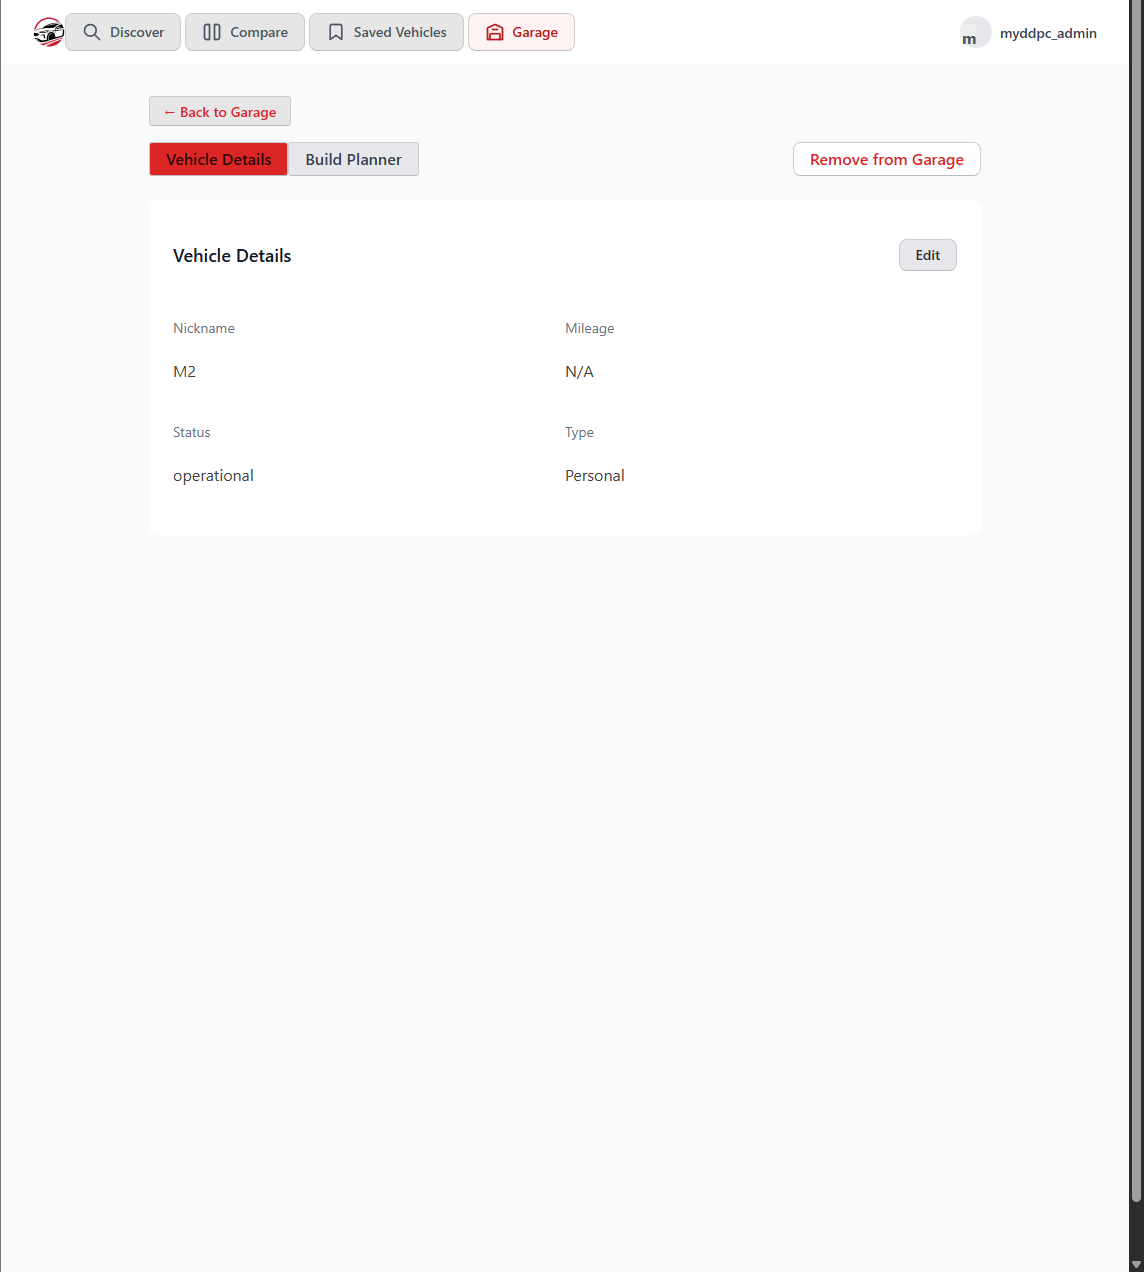 Discover Compare Saved Vehicles Garage m myddpc_admin
← Back to Garage
Vehicle Details Build Planner Remove from Garage
Vehicle Details Edit
Nickname Mileage
M2 N/A
Status Type
operational Personal